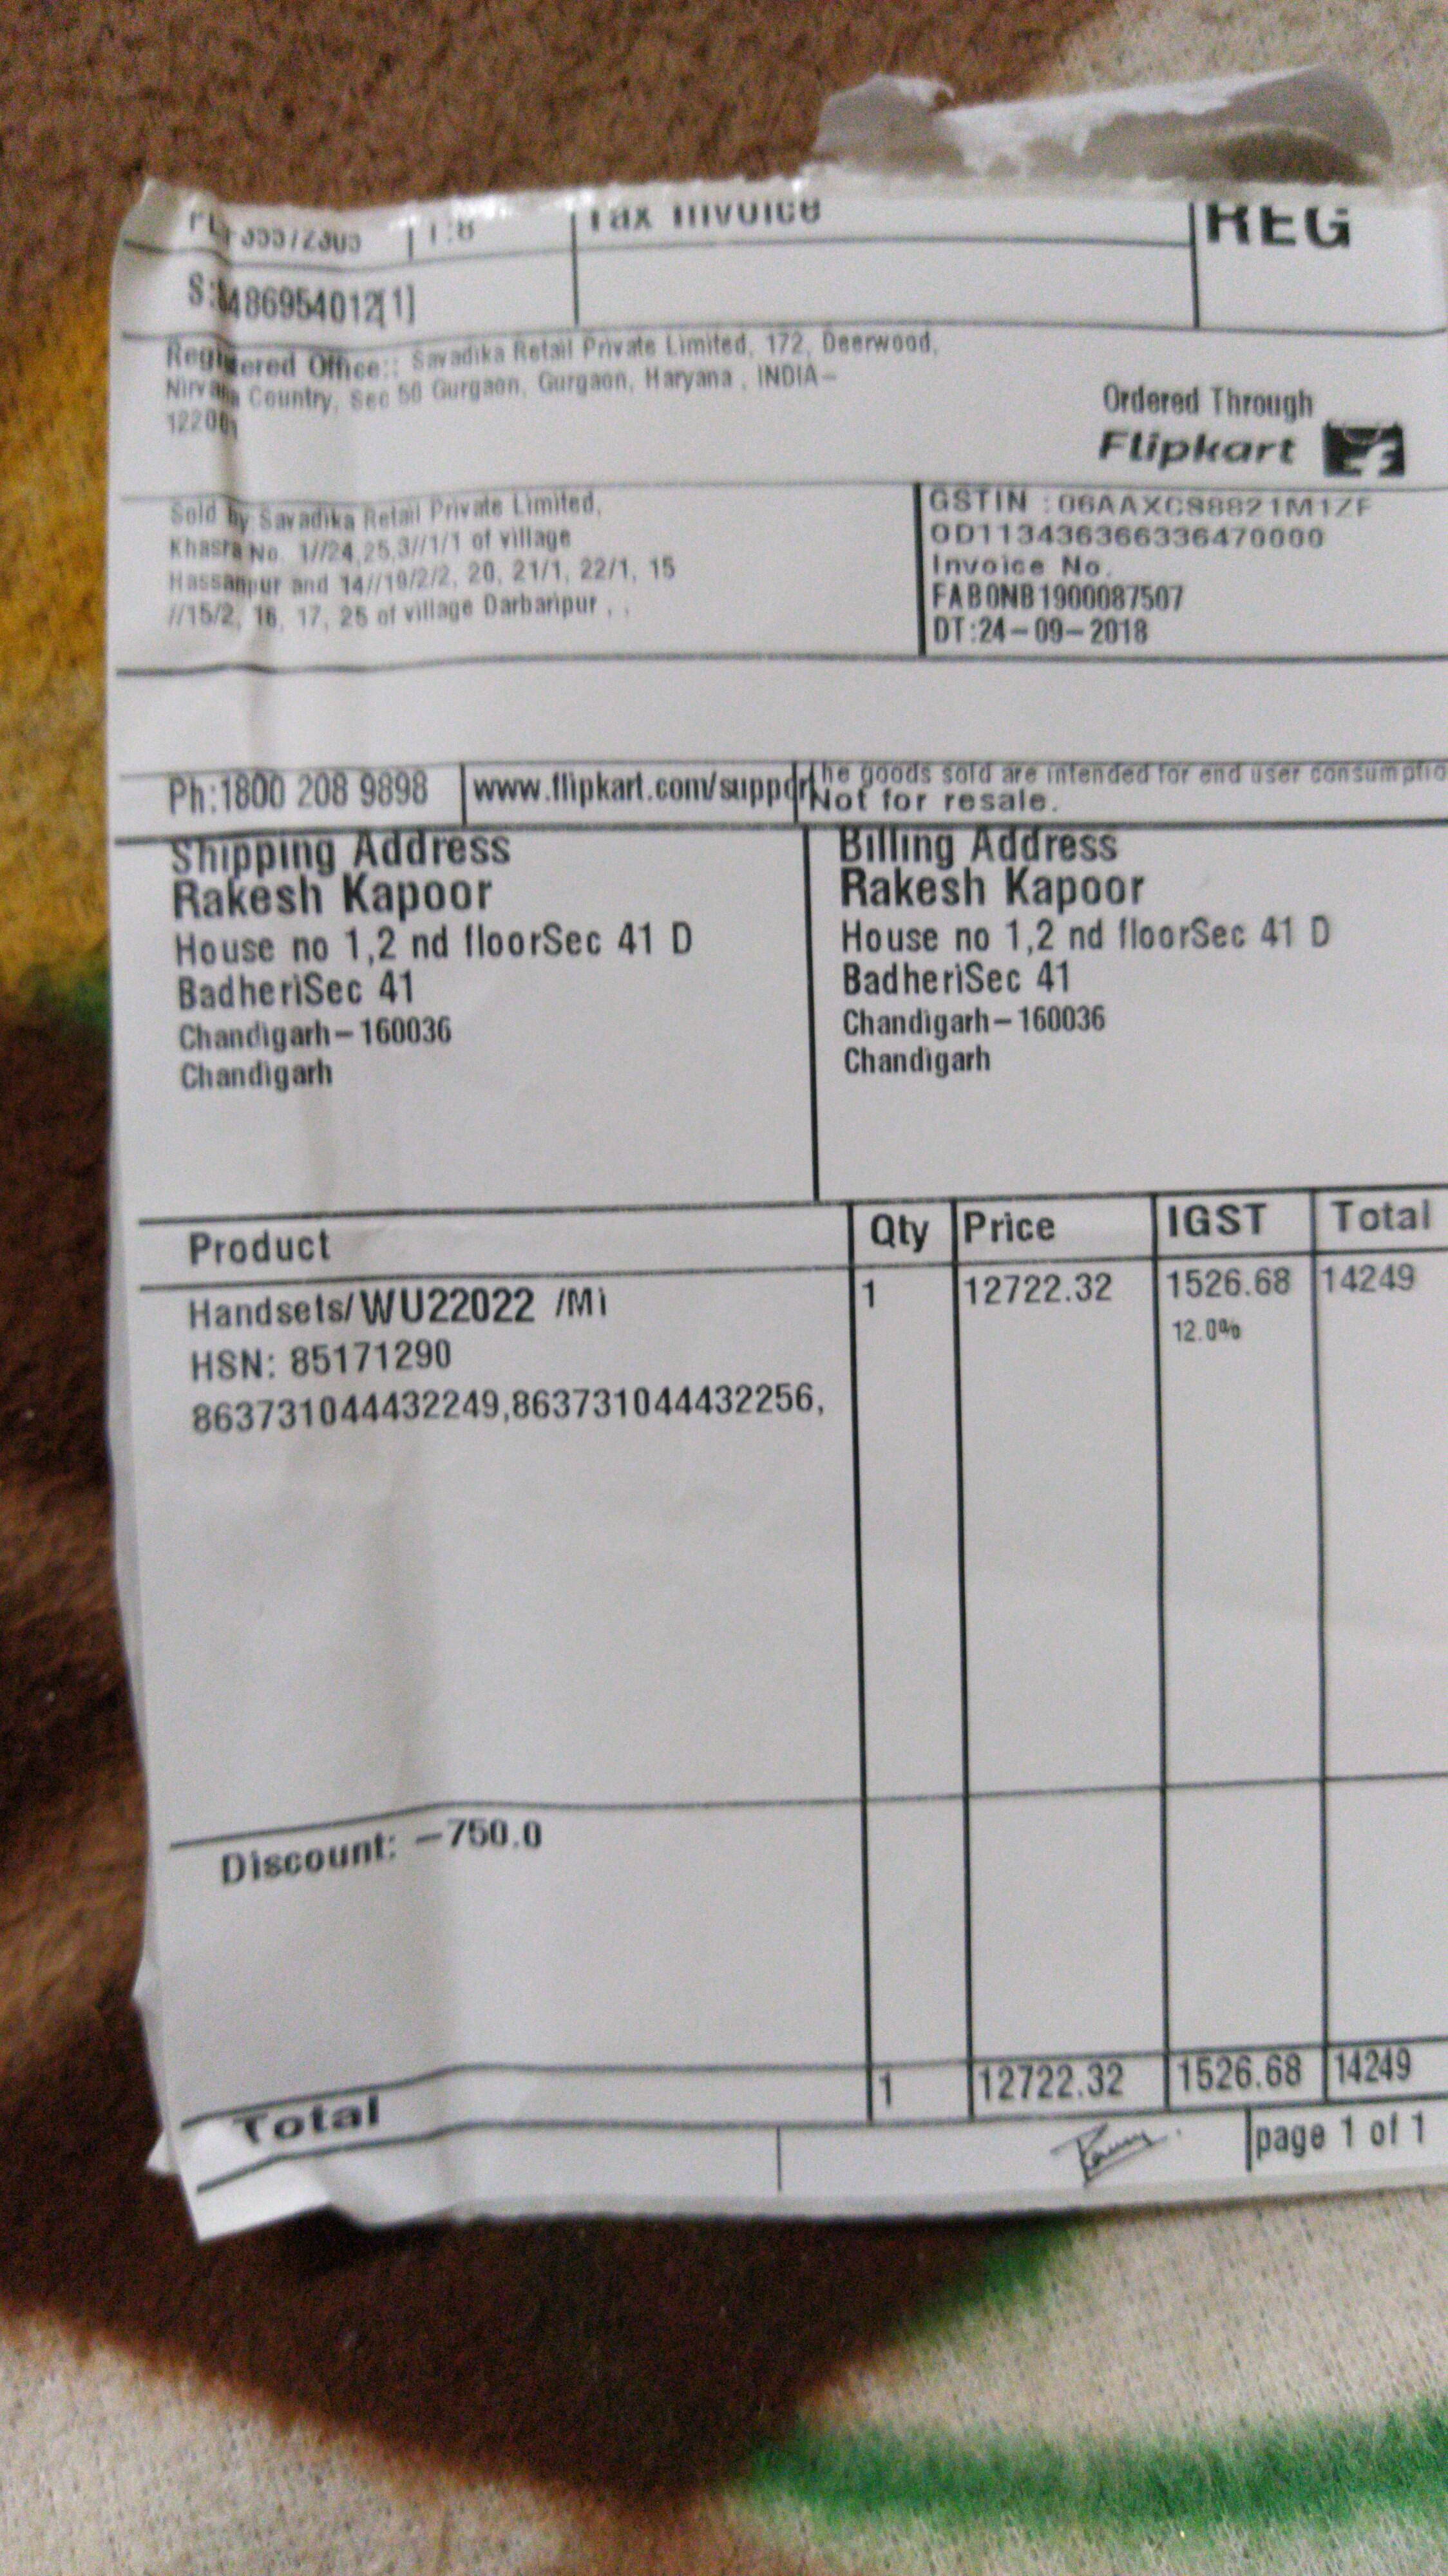 Tax Invoice
REG
486954012(1)
Registered Office:: Savadika Retail Private Limited, 172, Deerwood,
Nirvana Country, Sec 50 Gurgaon, Gurgaon, Haryana , INDIA-
Ordered Through
Flipkart
Sold by Savadika Retail Private Limited,
Khasra No. 1//24,25,3//1/1 of village
Hassanpur and 14//19/2/2, 20, 21/1, 22/1, 15
//15/2, 16, 17, 25 of village Darbaripur , ,
GSTIN :
OD113436366336470000
Invoice No.
FABONB1900087507
DT:24-09-2018
Ph:1800 208 9898
www.flipkart.com/support
The goods sold are intended for end user consumptio
Not for resale.
Shipping Address
Rakesh Kapoor
House no 1,2 nd floorSec 41 D
BadheriSec 41
Chandigarh-160036
Chandigarh
Billing Address
Rakesh Kapoor
House no 1,2 nd floorSec 41 D
BadheriSec 41
Chandigarh-160036
Chandigarh
Product Qty Price IGST Total
Handsets/WU22022 /Mi 1 12722.32 1526.68 14249
12.0%
HSN: 85171290
863731044432249,863731044432256,
Discount: -750.0
Total 1 12722.32 1526.68 14249
page 1 of 1